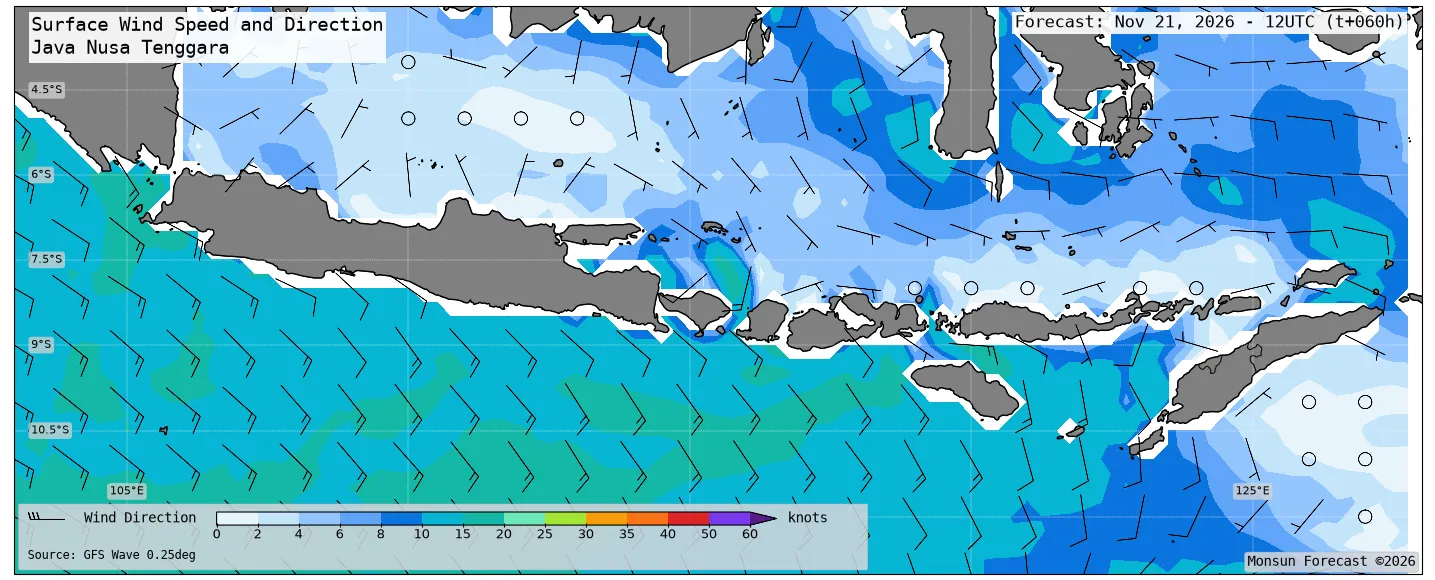 Surface Wind Speed and Direction
Java Nusa Tenggara
Forecast: Nov 21, 2026 - 12UTC (t+060h)
4.5°S
6°S
7.5°S
9°S
10.5°S
105°E
125°E
Wind Direction
0 2 4 6 8 10 15 20 25 30 35 40 50 60
knots
Source: GFS Wave 0.25deg
Monsun Forecast ©2026